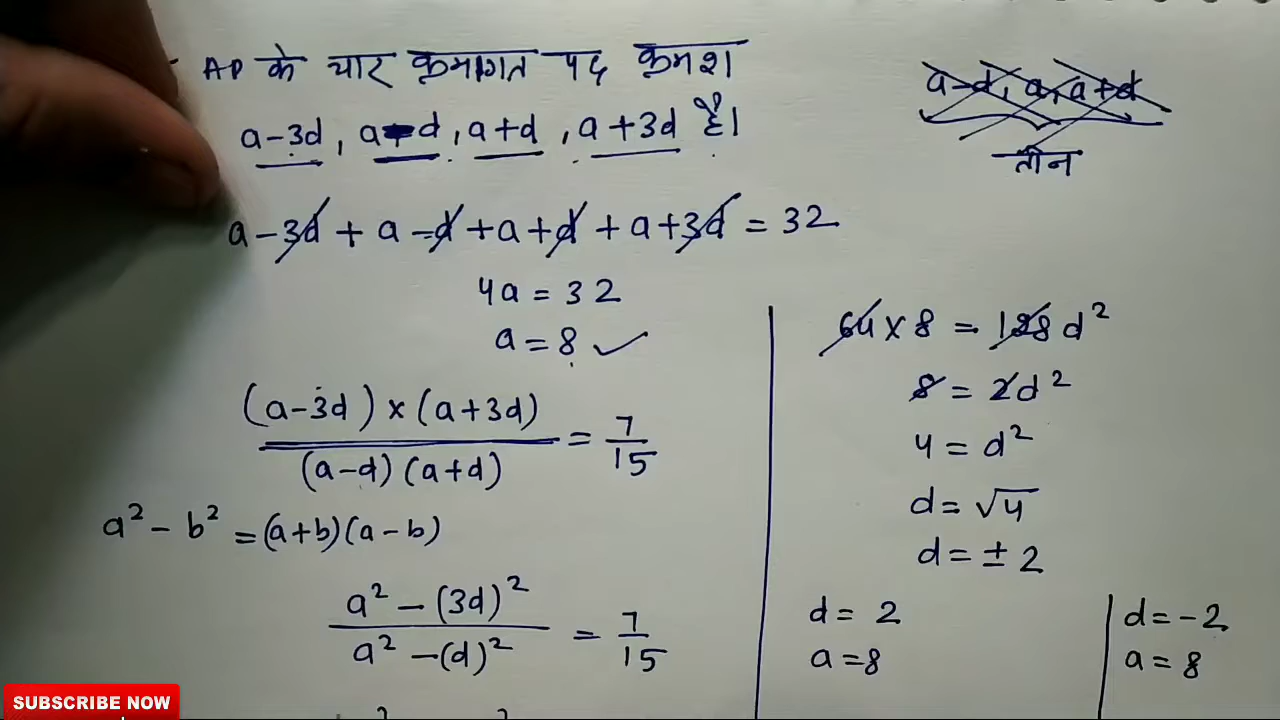 AP के चार क्रमागत पद क्रमश
a-3d, a-d, a+d, a+3d है।
a-d, a, a+d
तीन
a-3d + a-d + a+d + a+3d = 32
4a = 32
a = 8 ✓
(a-3d) × (a+3d) / (a-d) (a+d) = 7/15
a² - b² = (a+b)(a-b)
a² - (3d)² / a² - (d)² = 7/15
64 × 8 = 128 d²
8 = 2d²
4 = d²
d = √4
d = ± 2
d = 2
a = 8
d = -2
a = 8
SUBSCRIBE NOW